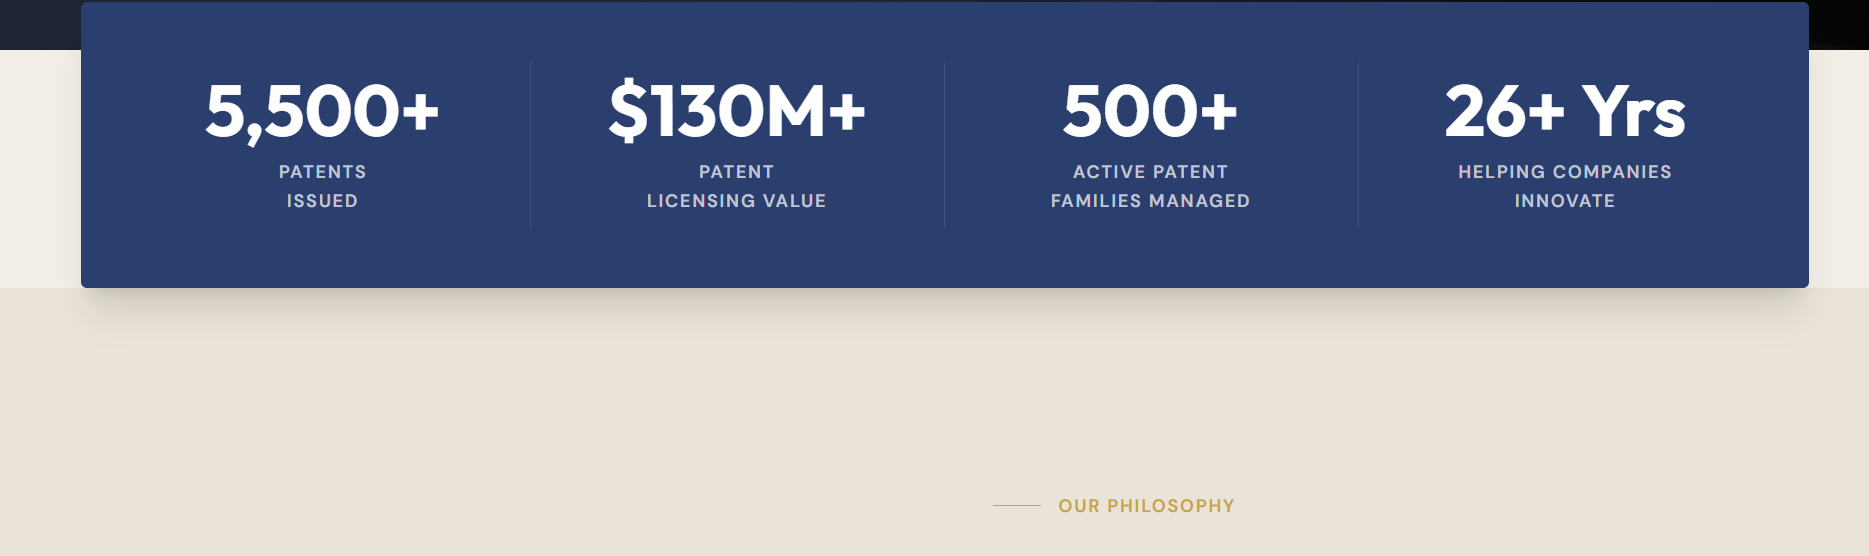 5,500+
PATENTS
ISSUED
$130M+
PATENT
LICENSING VALUE
500+
ACTIVE PATENT
FAMILIES MANAGED
26+ Yrs
HELPING COMPANIES
INNOVATE
OUR PHILOSOPHY